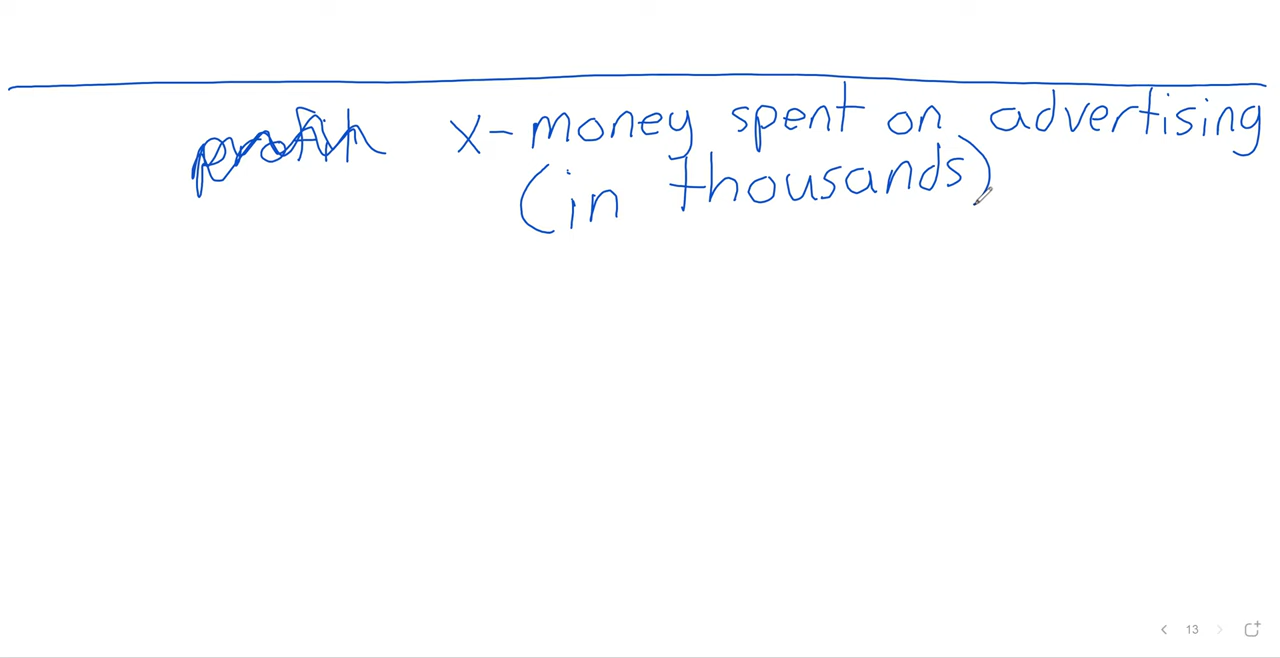 x- money spent on advertising
(in thousands)
13